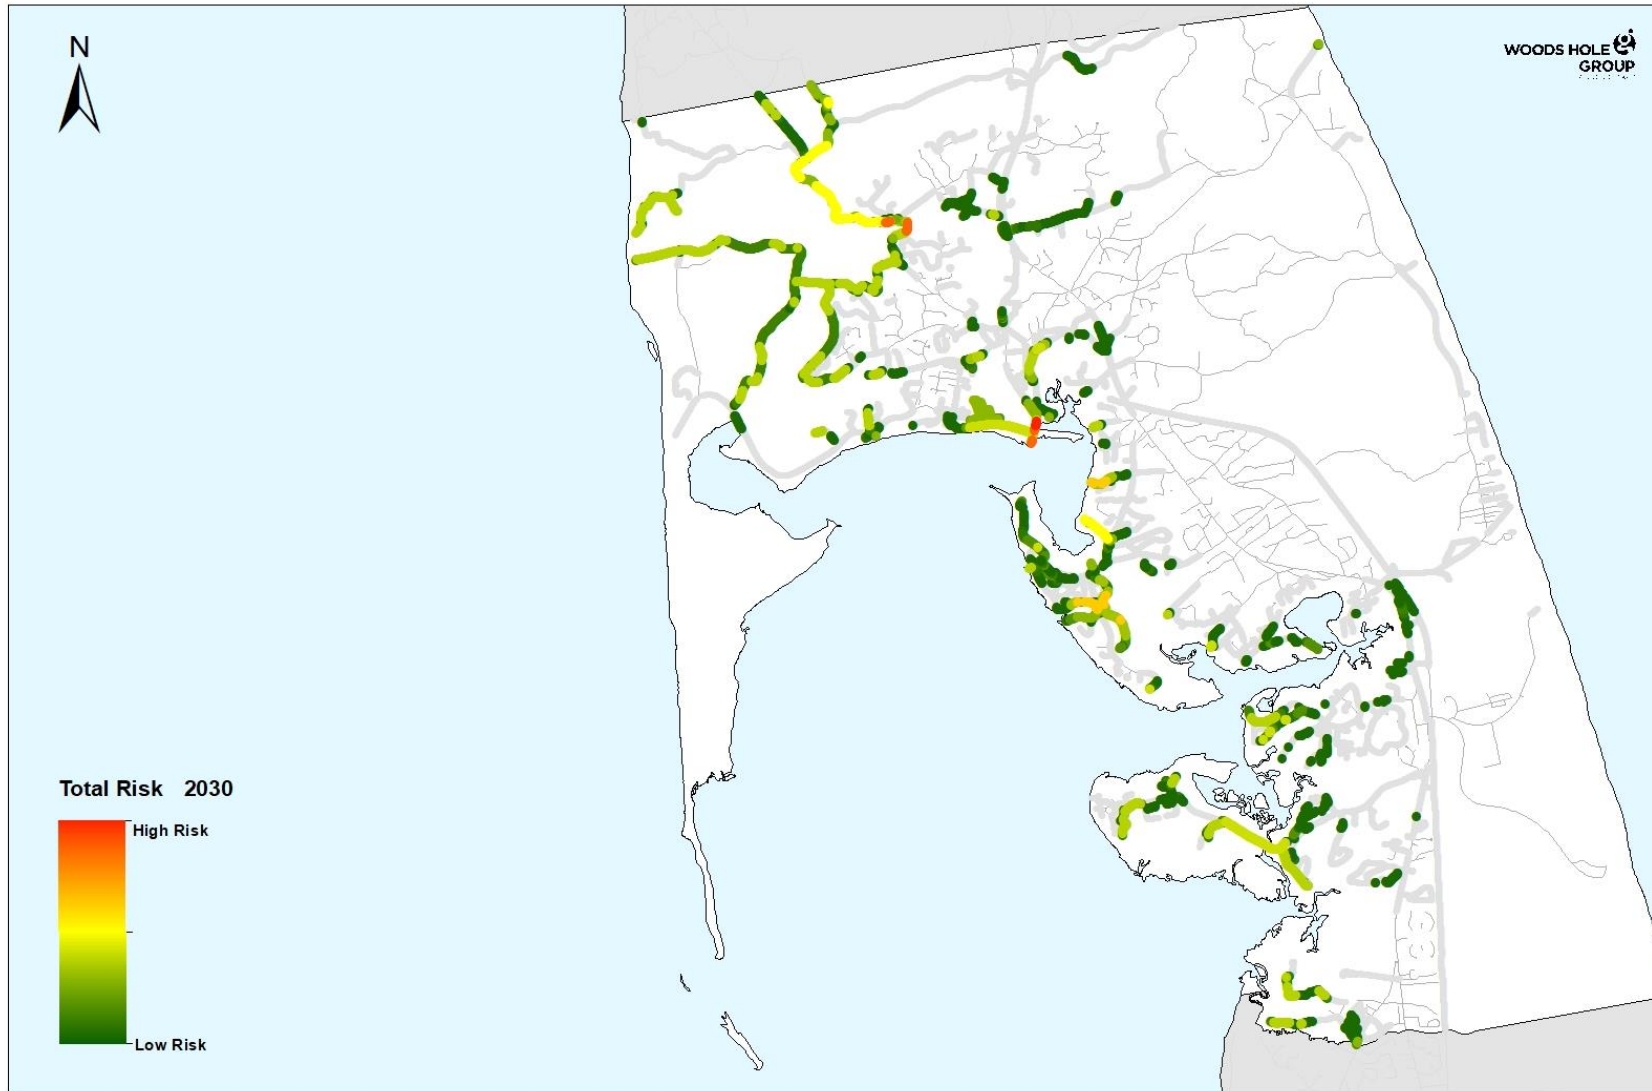 N
WOODS HOLE
GROUP
Total Risk 2030
High Risk
Low Risk